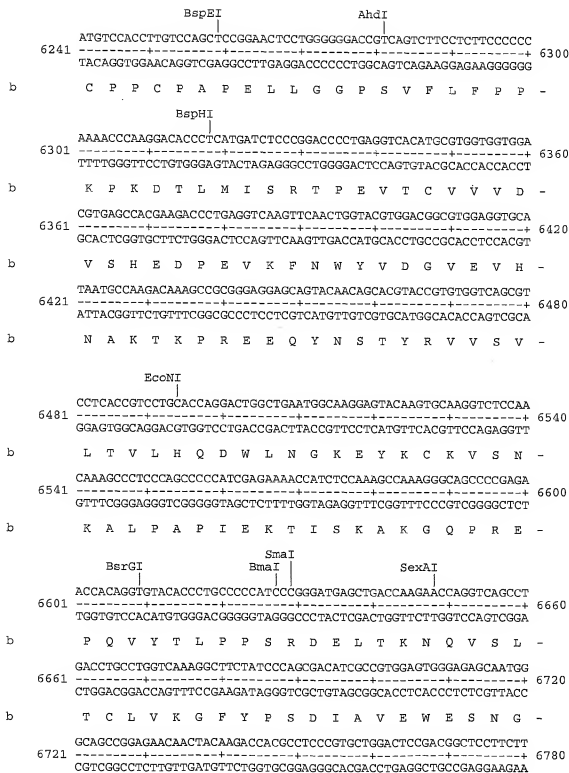 BspEI AhdI
ATGTCCACCTTGTCCAGCTCCGGAACTCCTGGGGGGACCGTCAGTCTTCCTCTTCCCCCC
6241 ---------+---------+---------+---------+---------+---------+ 6300
TACAGGTGGAACAGGTCGAGGCCTTGAGGACCCCCCTGGCAGTCAGAAGGAGAAGGGGGG
b C P P C P A P E L L G G P S V F L F P P -
BspHI
AAAACCCAAGGACACCCTCATGATCTCCCGGACCCCTGAGGTCACATGCGTGGTGGTGGA
6301 ---------+---------+---------+---------+---------+---------+ 6360
TTTTGGGTTCCTGTGGGAGTACTAGAGGGCCTGGGGACTCCAGTGTACGCACCACCACCT
b K P K D T L M I S R T P E V T C V V V D -
CGTGAGCCACGAAGACCCTGAGGTCAAGTTCAACTGGTACGTGGACGGCGTGGAGGTGCA
6361 ---------+---------+---------+---------+---------+---------+ 6420
GCACTCGGTGCTTCTGGGACTCCAGTTCAAGTTGACCATGCACCTGCCGCACCTCCACGT
b V S H E D P E V K F N W Y V D G V E V H -
TAATGCCAAGACAAAGCCGCGGGAGGAGCAGTACAACAGCACGTACCGTGTGGTCAGCGT
6421 ---------+---------+---------+---------+---------+---------+ 6480
ATTACGGTTCTGTTTCGGCGCCCTCCTCGTCATGTTGTCGTGCATGGCACACCAGTCGCA
b N A K T K P R E E Q Y N S T Y R V V S V -
EcoNI
CCTCACCGTCCTGCACCAGGACTGGCTGAATGGCAAGGAGTACAAGTGCAAGGTCTCCAA
6481 ---------+---------+---------+---------+---------+---------+ 6540
GGAGTGGCAGGACGTGGTCCTGACCGACTTACCGTTCCTCATGTTCACGTTCCAGAGGTT
b L T V L H Q D W L N G K E Y K C K V S N -
CAAAGCCCTCCCAGCCCCCATCGAGAAAACCATCTCCAAAGCCAAAGGGCAGCCCCGAGA
6541 ---------+---------+---------+---------+---------+---------+ 6600
GTTTCGGGAGGGTCGGGGGTAGCTCTTTTGGTAGAGGTTTCGGTTTCCCGTCGGGGCTCT
b K A L P A P I E K T I S K A K G Q P R E -
SmaI
BsrGI BmaI SexAI
ACCACAGGTGTACACCCTGCCCCCATCCCGGGATGAGCTGACCAAGAACCAGGTCAGCCT
6601 ---------+---------+---------+---------+---------+---------+ 6660
TGGTGTCCACATGTGGGACGGGGGTAGGGCCCTACTCGACTGGTTCTTGGTCCAGTCGGA
b P Q V Y T L P P S R D E L T K N Q V S L -
GACCTGCCTGGTCAAAGGCTTCTATCCCAGCGACATCGCCGTGGAGTGGGAGAGCAATGG
6661 ---------+---------+---------+---------+---------+---------+ 6720
CTGGACGGACCAGTTTCCGAAGATAGGGTCGCTGTAGCGGCACCTCACCCTCTCGTTACC
b T C L V K G F Y P S D I A V E W E S N G -
GCAGCCGGAGAACAACTACAAGACCACGCCTCCCGTGCTGGACTCCGACGGCTCCTTCTT
6721 ---------+---------+---------+---------+---------+---------+ 6780
CGTCGGCCTCTTGTTGATGTTCTGGTGCGGAGGGCACGACCTGAGGCTGCCGAGGAAGAA